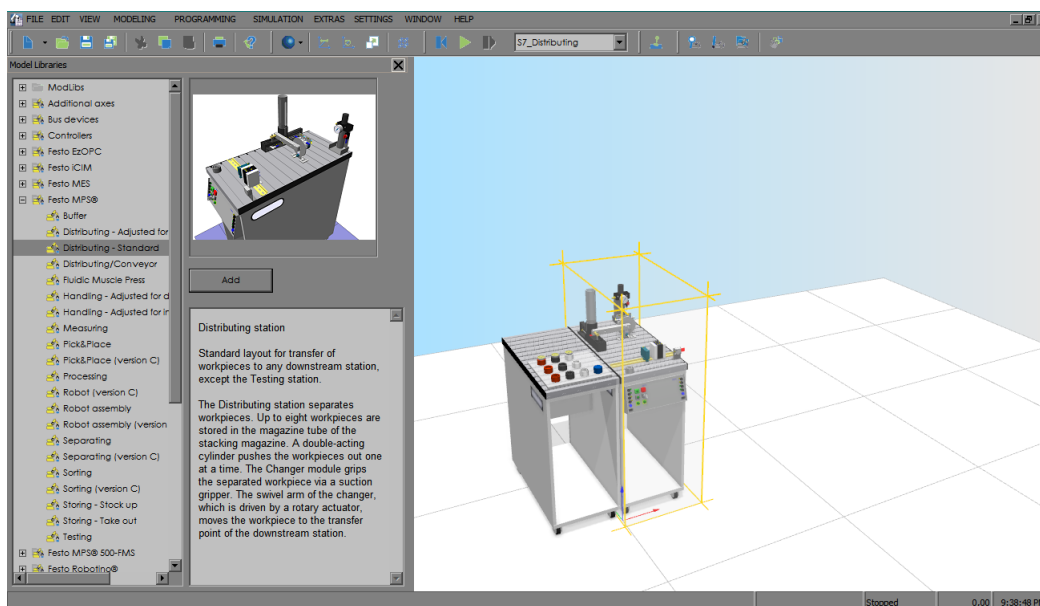 FILE EDIT VIEW MODELING PROGRAMMING SIMULATION EXTRAS SETTINGS WINDOW HELP
S7_Distributing
Model Libraries
ModLibs
Additional axes
Bus devices
Controllers
Festo EzOPC
Festo iCIM
Festo MES
Festo MPS®
Buffer
Distributing - Adjusted for
Distributing - Standard
Distributing/Conveyor
Fluidic Muscle Press
Handling - Adjusted for d
Handling - Adjusted for in
Measuring
Pick&Place
Pick&Place (version C)
Processing
Robot (version C)
Robot assembly
Robot assembly (version
Separating
Separating (version C)
Sorting
Sorting (version C)
Storing - Stock up
Storing - Take out
Testing
Festo MPS® 500-FMS
Festo Robotino®
Add
Distributing station
Standard layout for transfer of
workpieces to any downstream station,
except the Testing station.
The Distributing station separates
workpieces. Up to eight workpieces are
stored in the magazine tube of the
stacking magazine. A double-acting
cylinder pushes the workpieces out one
at a time. The Changer module grips
the separated workpiece via a suction
gripper. The swivel arm of the changer,
which is driven by a rotary actuator,
moves the workpiece to the transfer
point of the downstream station.
Stopped 0.00 9:38:48 PM